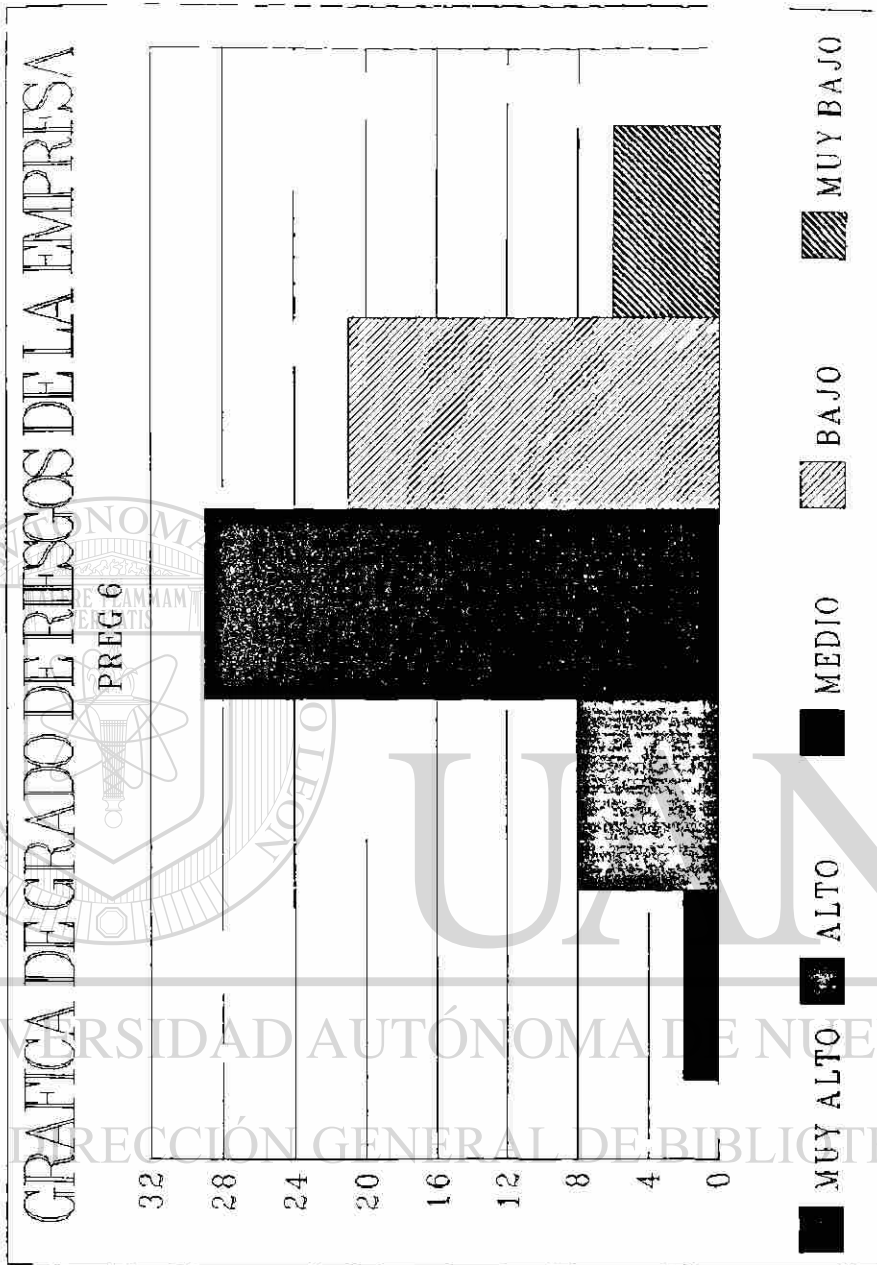 GRAFICA DE GRADO DE RIESGOS DE LA EMPRESA
PREG 6
32
28
24
20
16
12
8
4
0
MUY ALTO
ALTO
MEDIO
BAJO
MUY BAJO
UAN
VERSIDAD AUTÓNOMA DE NUE
DIRECCIÓN GENERAL DE BIBLIOT